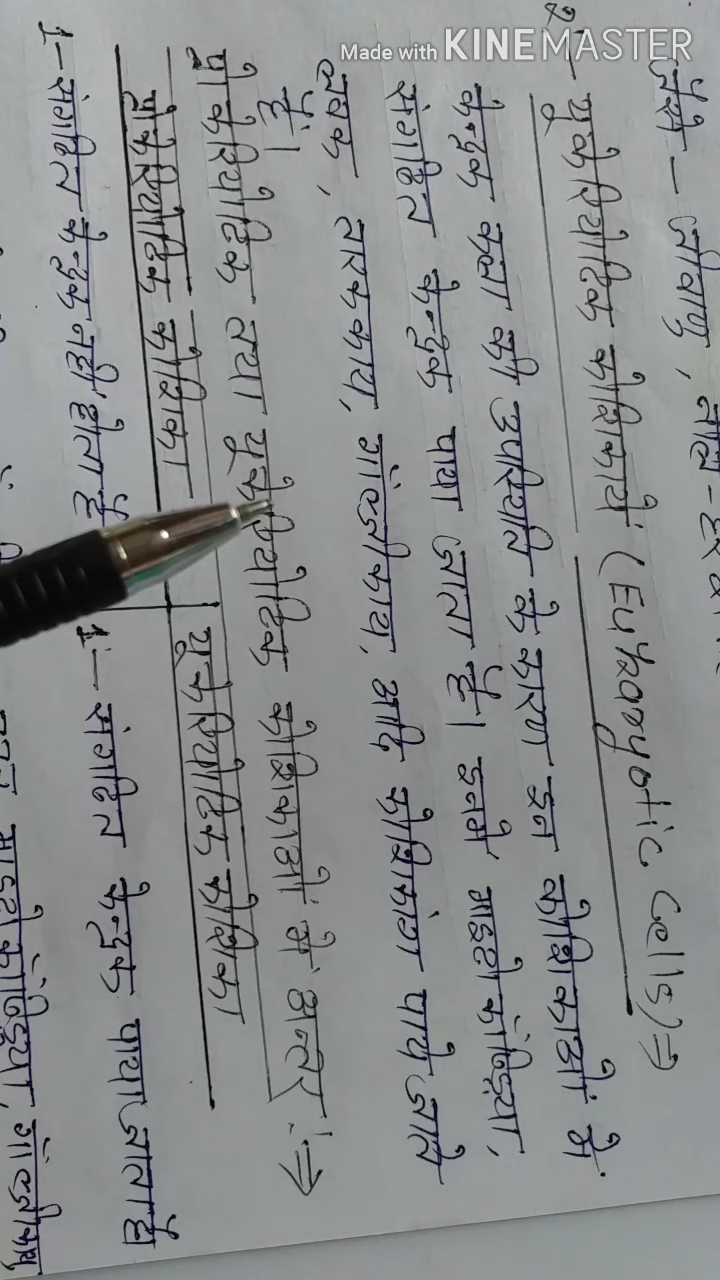 Made with KINEMASTER
जैसे – जीवाणु, नील - हरे
2 – यूकेरियोटिक कोशिकायें (Eukaryotic Cells) ⇒
केन्द्रक कला की उपस्थिति के कारण इन कोशिकाओं में
संगठित केन्द्रक पाया जाता है। इनमें माइटोकॉण्ड्रिया,
लवक, तारककाय, गॉल्जीकाय, आदि कोशिकांग पाये जाते
हैं।
प्रोकेरियोटिक तथा यूकेरियोटिक कोशिकाओं में अन्तर :⇒
प्रोकेरियोटिक कोशिका यूकेरियोटिक कोशिका
1 – संगठित केन्द्रक नहीं होता है 1 – संगठित केन्द्रक पाया जाता है
माइटोकॉण्ड्रिया, गॉल्जीकाय